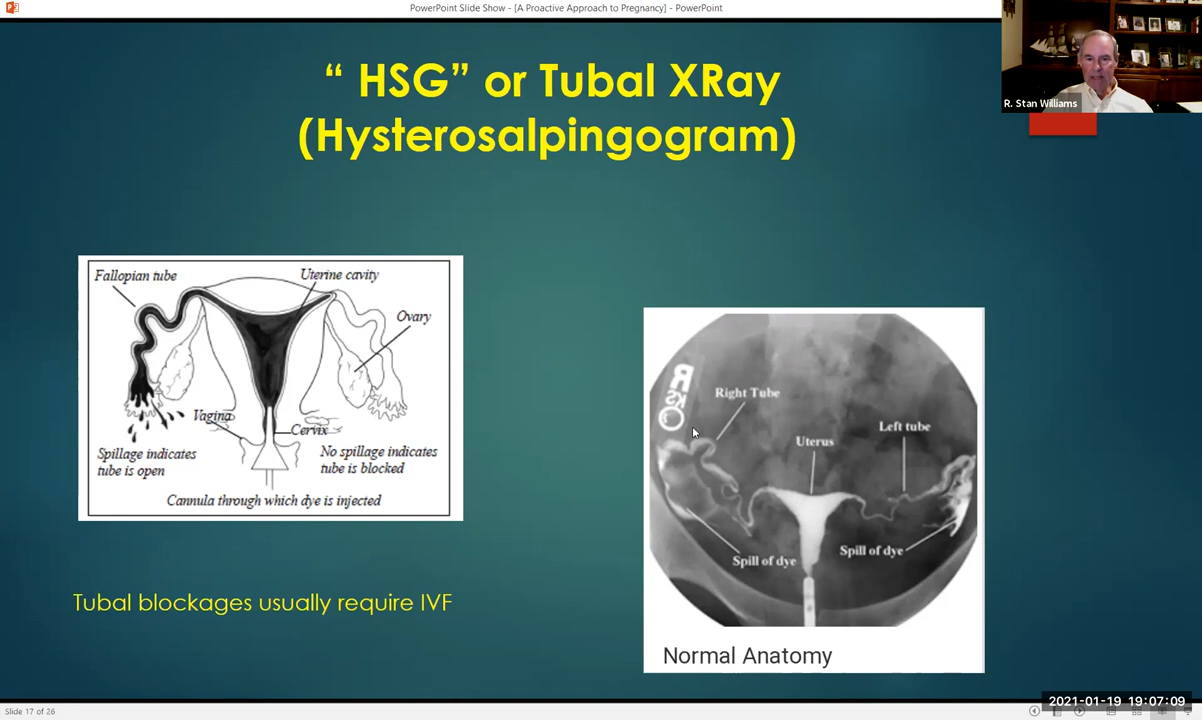 PowerPoint Slide Show - [A Proactive Approach to Pregnancy] - PowerPoint
R. Stan Williams
“ HSG” or Tubal XRay
(Hysterosalpingogram)
Fallopian tube
Uterine cavity
Ovary
Vagina
Cervix
Spillage indicates
tube is open
No spillage indicates
tube is blocked
Cannula through which dye is injected
Tubal blockages usually require IVF
R
Right Tube
Uterus
Left tube
Spill of dye
Spill of dye
Normal Anatomy
2021-01-19 19:07:09
Slide 17 of 26